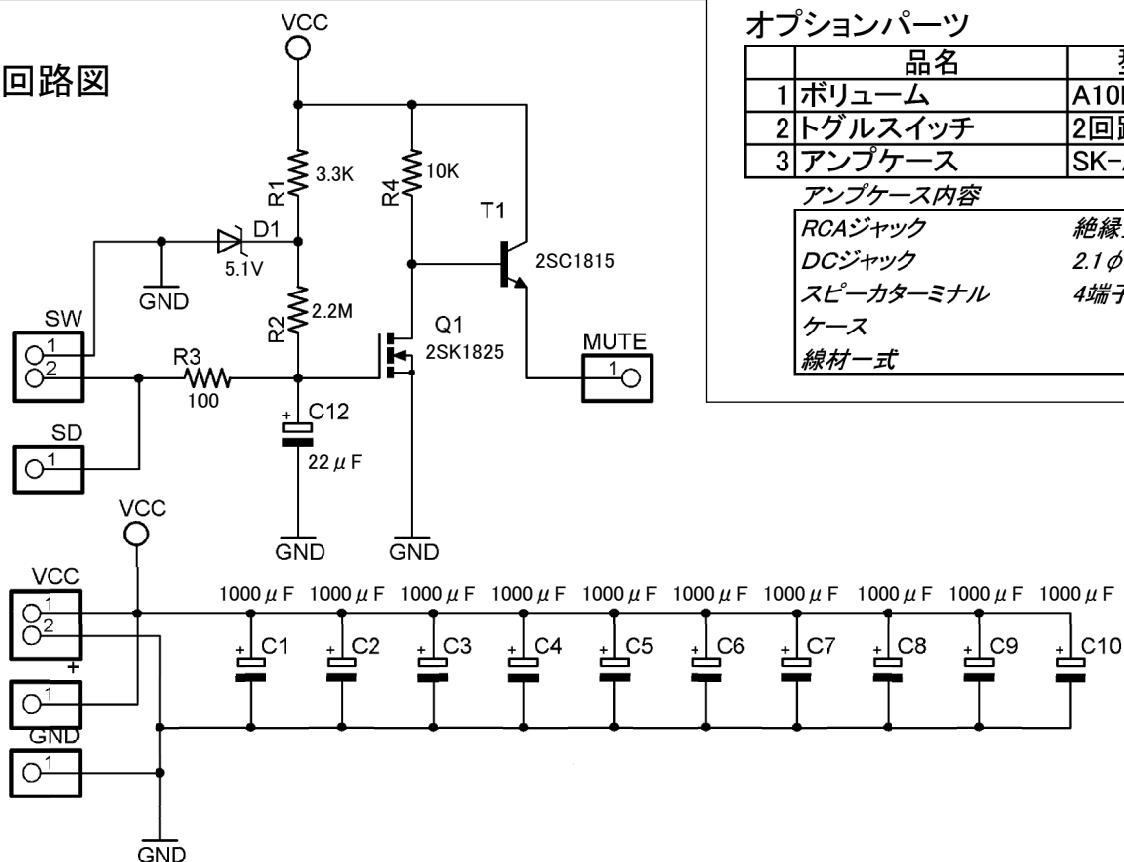 回路図
VCC
R1
3.3K
R4
10K
T1
2SC1815
D1
5.1V
GND
R2
2.2M
Q1
2SK1825
SW
1
2
R3
100
SD
1
C12
+
22μF
GND
GND
MUTE
1
オプションパーツ
品名
1 ボリューム
2 トグルスイッチ
3 アンプケース
アンプケース内容
RCAジャック
DCジャック 2.1φ
スピーカターミナル 4端子
ケース
線材一式
VCC
VCC
1
2
+
1
GND
1
GND
1000μF 1000μF 1000μF 1000μF 1000μF 1000μF 1000μF 1000μF 1000μF 1000μF
+ C1 + C2 + C3 + C4 + C5 + C6 + C7 + C8 + C9 + C10